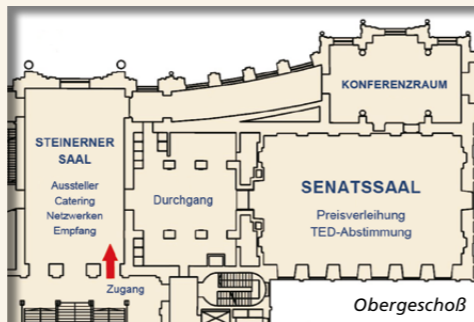 KONFERENZRAUM
STEINERNER
SAAL
Aussteller
Catering
Netzwerken
Empfang
Durchgang
SENATSSAAL
Preisverleihung
TED-Abstimmung
Zugang
Obergeschoß